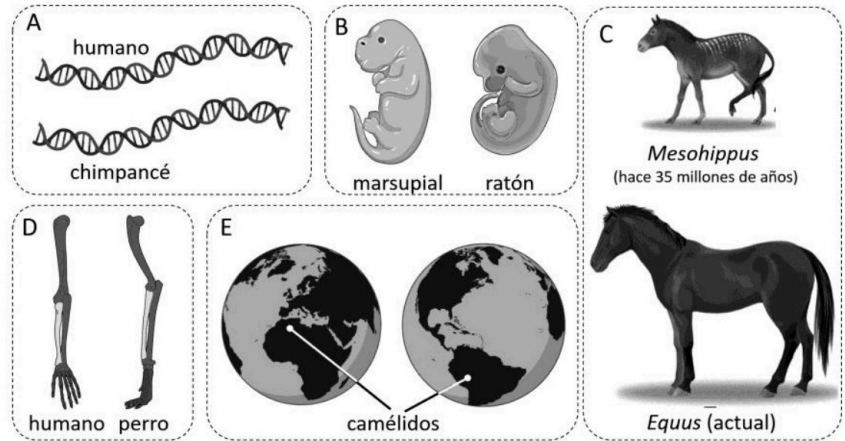 A
humano
chimpancé
B
marsupial
ratón
C
Mesohippus
(hace 35 millones de años)
Equus (actual)
D
humano
perro
E
camélidos